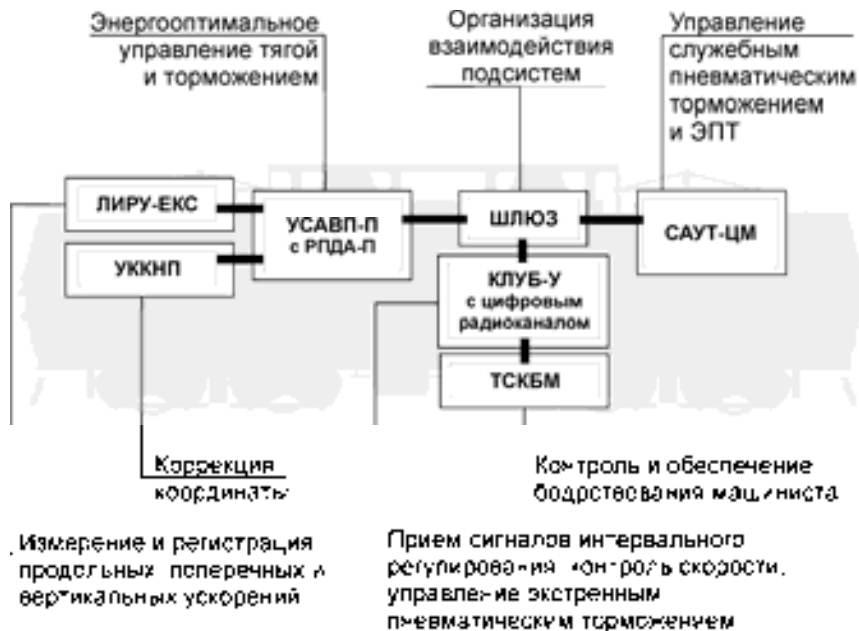 Энергооптимальное
управление тягой
и торможением
Организация
взаимодействия
подсистем
Управление
служебным
пневматическим
торможением
и ЭПТ
ЛИРУ-ЕКС
УККНП
УСАВП-П
с РПДА-П
ШЛЮЗ
САУТ-ЦМ
КЛУБ-У
с цифровым
радиоканалом
ТСКБМ
Коррекция
координаты
Контроль и обеспечение
бодрствования машиниста
Измерение и регистрация
продольных, поперечных и
вертикальных ускорений
Прием сигналов интервального
регулирования, контроль скорости,
управление экстренным
пневматическим торможением